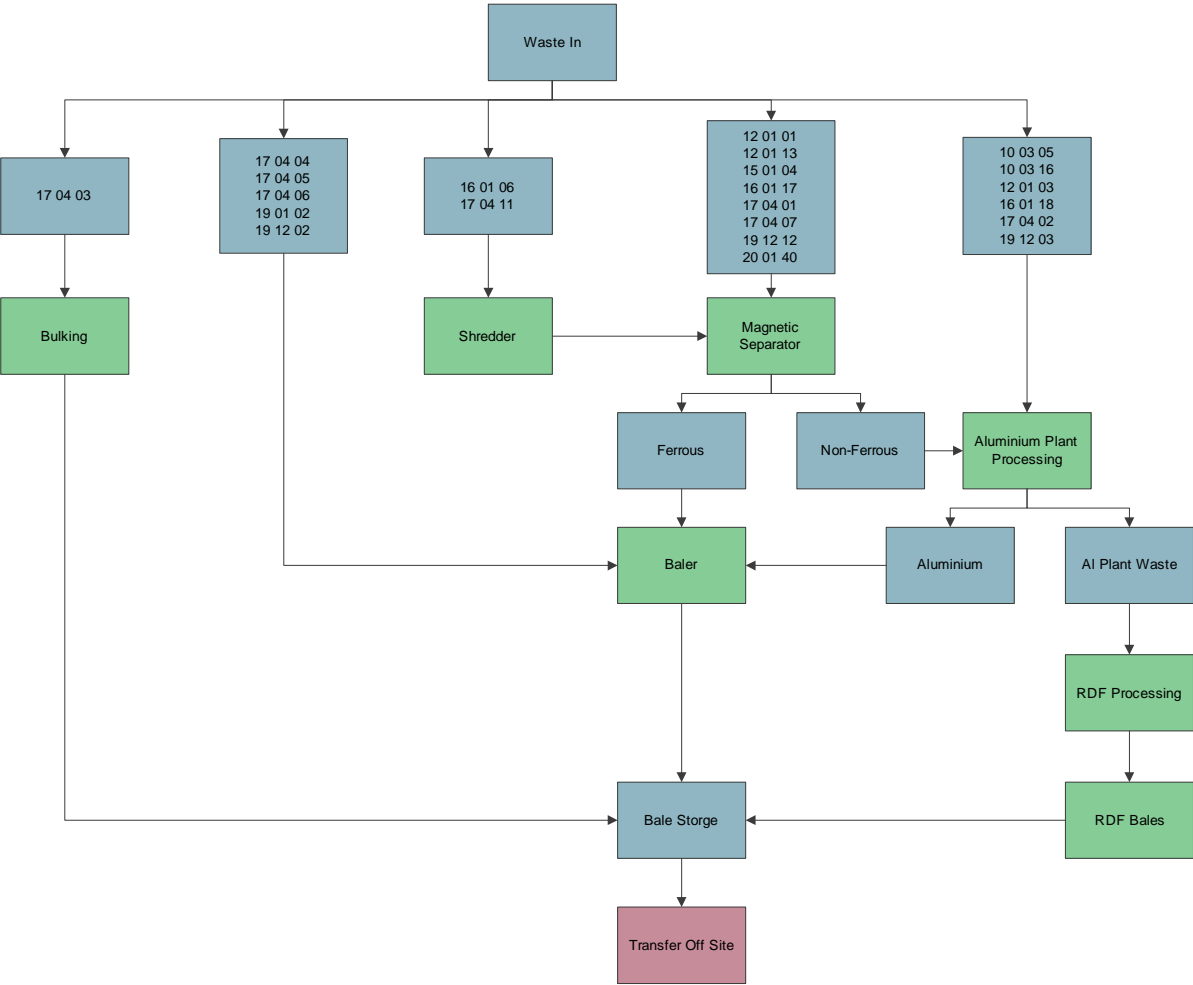 Waste In
17 04 03
17 04 04
17 04 05
17 04 06
19 01 02
19 12 02
16 01 06
17 04 11
12 01 01
12 01 13
15 01 04
16 01 17
17 04 01
17 04 07
19 12 12
20 01 40
10 03 05
10 03 16
12 01 03
16 01 18
17 04 02
19 12 03
Bulking
Shredder
Magnetic
Separator
Ferrous
Non-Ferrous
Aluminium Plant
Processing
Baler
Aluminium
Al Plant Waste
RDF Processing
Bale Storge
RDF Bales
Transfer Off Site